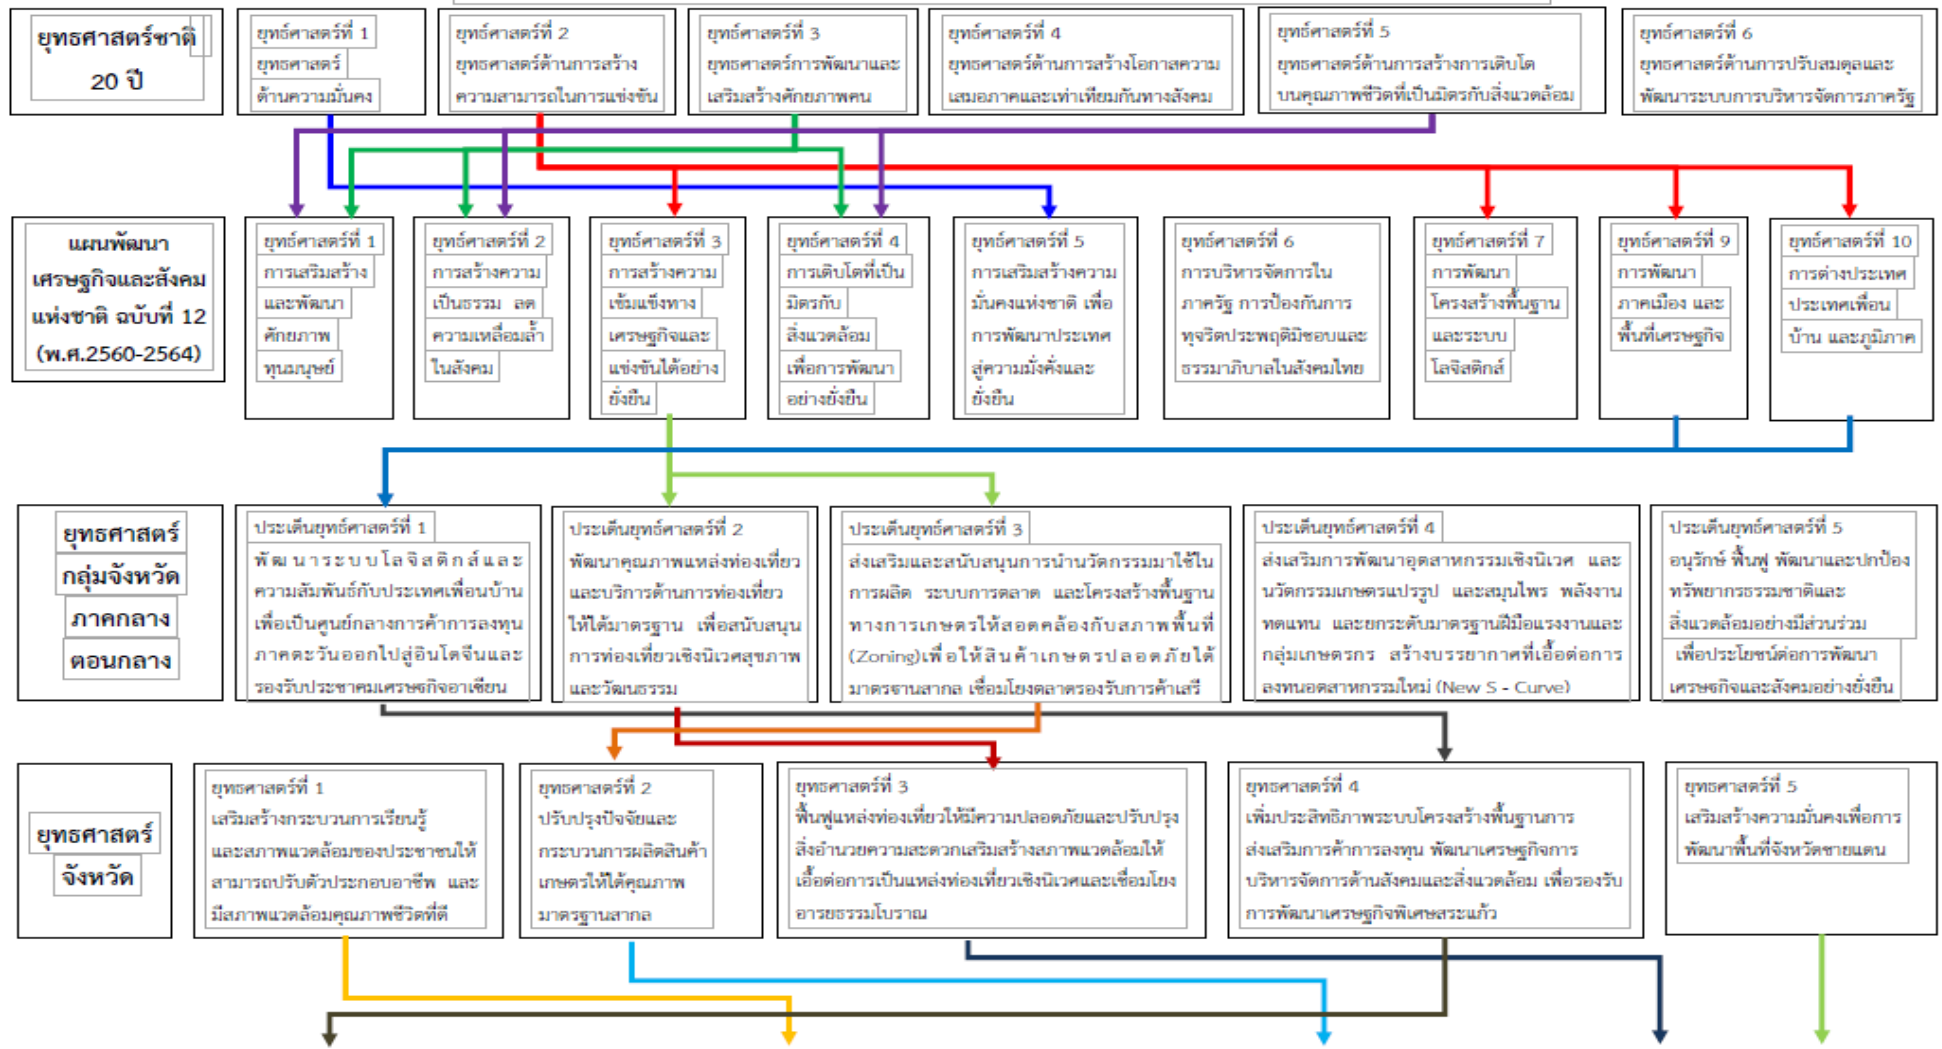 ยุทธศาสตร์ชาติ
20 ปี
ยุทธ์ศาสตร์ที่ 1
ยุทธศาสตร์
ด้านความมั่นคง
ยุทธ์ศาสตร์ที่ 2
ยุทธศาสตร์ด้านการสร้าง
ความสามารถในการแข่งขัน
ยุทธ์ศาสตร์ที่ 3
ยุทธศาสตร์การพัฒนาและ
เสริมสร้างศักยภาพคน
ยุทธ์ศาสตร์ที่ 4
ยุทธศาสตร์ด้านการสร้างโอกาสความ
เสมอภาคและเท่าเทียมกันทางสังคม
ยุทธ์ศาสตร์ที่ 5
ยุทธศาสตร์ด้านการสร้างการเติบโต
บนคุณภาพชีวิตที่เป็นมิตรกับสิ่งแวดล้อม
ยุทธ์ศาสตร์ที่ 6
ยุทธศาสตร์ด้านการปรับสมดุลและ
พัฒนาระบบการบริหารจัดการภาครัฐ
แผนพัฒนา
เศรษฐกิจและสังคม
แห่งชาติ ฉบับที่ 12
(พ.ศ.2560-2564)
ยุทธ์ศาสตร์ที่ 1
การเสริมสร้าง
และพัฒนา
ศักยภาพ
ทุนมนุษย์
ยุทธ์ศาสตร์ที่ 2
การสร้างความ
เป็นธรรม ลด
ความเหลื่อมล้ำ
ในสังคม
ยุทธ์ศาสตร์ที่ 3
การสร้างความ
เข้มแข็งทาง
เศรษฐกิจและ
แข่งขันได้อย่าง
ยั่งยืน
ยุทธ์ศาสตร์ที่ 4
การเติบโตที่เป็น
มิตรกับ
สิ่งแวดล้อม
เพื่อการพัฒนา
อย่างยั่งยืน
ยุทธ์ศาสตร์ที่ 5
การเสริมสร้างความ
มั่นคงแห่งชาติ เพื่อ
การพัฒนาประเทศ
สู่ความมั่งคั่งและ
ยั่งยืน
ยุทธ์ศาสตร์ที่ 6
การบริหารจัดการใน
ภาครัฐ การป้องกันการ
ทุจริตประพฤติมิชอบและ
ธรรมาภิบาลในสังคมไทย
ยุทธ์ศาสตร์ที่ 7
การพัฒนา
โครงสร้างพื้นฐาน
และระบบ
โลจิสติกส์
ยุทธ์ศาสตร์ที่ 9
การพัฒนา
ภาคเมือง และ
พื้นที่เศรษฐกิจ
ยุทธ์ศาสตร์ที่ 10
การต่างประเทศ
ประเทศเพื่อน
บ้าน และภูมิภาค
ยุทธศาสตร์
กลุ่มจังหวัด
ภาคกลาง
ตอนกลาง
ประเด็นยุทธ์ศาสตร์ที่ 1
พัฒนาระบบโลจิสติกส์และ
ความสัมพันธ์กับประเทศเพื่อนบ้าน
เพื่อเป็นศูนย์กลางการค้าการลงทุน
ภาคตะวันออกไปสู่อินโดจีนและ
รองรับประชาคมเศรษฐกิจอาเซียน
ประเด็นยุทธ์ศาสตร์ที่ 2
พัฒนาคุณภาพแหล่งท่องเที่ยว
และบริการด้านการท่องเที่ยว
ให้ได้มาตรฐาน เพื่อสนับสนุน
การท่องเที่ยวเชิงนิเวศสุขภาพ
และวัฒนธรรม
ประเด็นยุทธ์ศาสตร์ที่ 3
ส่งเสริมและสนับสนุนการนำนวัตกรรมมาใช้ใน
การผลิต ระบบการตลาด และโครงสร้างพื้นฐาน
ทางการเกษตรให้สอดคล้องกับสภาพพื้นที่
(Zoning)เพื่อให้สินค้าเกษตรปลอดภัยได้
มาตรฐานสากล เชื่อมโยงตลาดรองรับการค้าเสรี
ประเด็นยุทธ์ศาสตร์ที่ 4
ส่งเสริมการพัฒนาอุตสาหกรรมเชิงนิเวศ และ
นวัตกรรมเกษตรแปรรูป และสมุนไพร พลังงาน
ทดแทน และยกระดับมาตรฐานฝีมือแรงงานและ
กลุ่มเกษตรกร สร้างบรรยากาศที่เอื้อต่อการ
ลงทุนอุตสาหกรรมใหม่ (New S - Curve)
ประเด็นยุทธ์ศาสตร์ที่ 5
อนุรักษ์ ฟื้นฟู พัฒนาและปกป้อง
ทรัพยากรธรรมชาติและ
สิ่งแวดล้อมอย่างมีส่วนร่วม
เพื่อประโยชน์ต่อการพัฒนา
เศรษฐกิจและสังคมอย่างยั่งยืน
ยุทธศาสตร์
จังหวัด
ยุทธศาสตร์ที่ 1
เสริมสร้างกระบวนการเรียนรู้
และสภาพแวดล้อมของประชาชนให้
สามารถปรับตัวประกอบอาชีพ และ
มีสภาพแวดล้อมคุณภาพชีวิตที่ดี
ยุทธศาสตร์ที่ 2
ปรับปรุงปัจจัยและ
กระบวนการผลิตสินค้า
เกษตรให้ได้คุณภาพ
มาตรฐานสากล
ยุทธศาสตร์ที่ 3
ฟื้นฟูแหล่งท่องเที่ยวให้มีความปลอดภัยและปรับปรุง
สิ่งอำนวยความสะดวกเสริมสร้างสภาพแวดล้อมให้
เอื้อต่อการเป็นแหล่งท่องเที่ยวเชิงนิเวศและเชื่อมโยง
อารยธรรมโบราณ
ยุทธศาสตร์ที่ 4
เพิ่มประสิทธิภาพระบบโครงสร้างพื้นฐานการ
ส่งเสริมการค้าการลงทุน พัฒนาเศรษฐกิจการ
บริหารจัดการด้านสังคมและสิ่งแวดล้อม เพื่อรองรับ
การพัฒนาเศรษฐกิจพิเศษสระแก้ว
ยุทธศาสตร์ที่ 5
เสริมสร้างความมั่นคงเพื่อการ
พัฒนาพื้นที่จังหวัดชายแดน